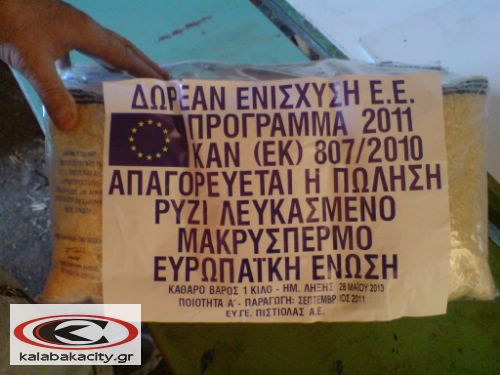 ΔΩΡΕΑΝ ΕΝΙΣΧΥΣΗ Ε.Ε.
ΠΡΟΓΡΑΜΜΑ 2011
ΚΑΝ (ΕΚ) 807/2010
ΑΠΑΓΟΡΕΥΕΤΑΙ Η ΠΩΛΗΣΗ
ΡΥΖΙ ΛΕΥΚΑΣΜΕΝΟ
ΜΑΚΡΥΣΠΕΡΜΟ
ΕΥΡΩΠΑΪΚΗ ΕΝΩΣΗ
ΚΑΘΑΡΟ ΒΑΡΟΣ 1 ΚΙΛΟ - ΗΜ. ΛΗΞΗΣ 28 ΜΑΪΟΥ 2013
ΠΟΙΟΤΗΤΑ Α' - ΠΑΡΑΓΩΓΗ: ΣΕΠΤΕΜΒΡΙΟΣ 2011
ΕΥ.ΓΕ. ΠΙΣΤΙΟΛΑΣ Α.Ε.
kalabakacity.gr